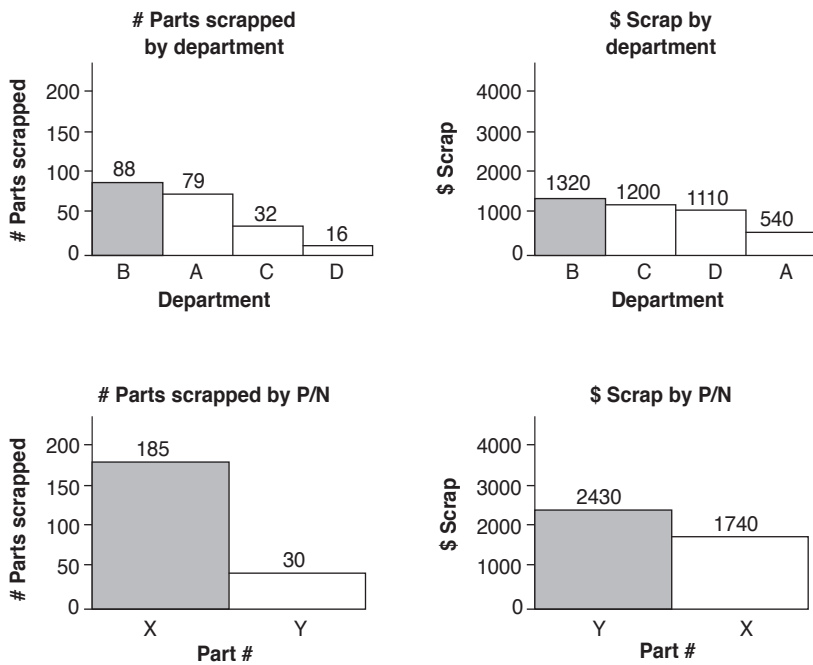 # Parts scrapped
by department
# Parts scrapped
200
150
100
50
0
88
79
32
16
B A C D
Department
$ Scrap by
department
$ Scrap
4000
3000
2000
1000
0
1320
1200
1110
540
B C D A
Department
# Parts scrapped by P/N
# Parts scrapped
200
150
100
50
0
185
30
X Y
Part #
$ Scrap by P/N
$ Scrap
4000
3000
2000
1000
0
2430
1740
Y X
Part #